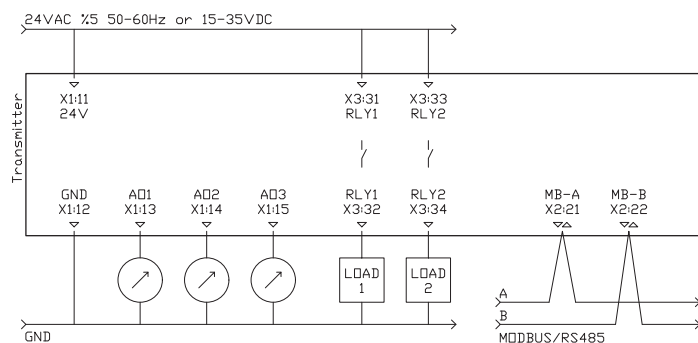 24VAC %5 50-60Hz or 15-35VDC
Transmitter
X1:11
24V
X3:31
RLY1
X3:33
RLY2
GND
X1:12
AO1
X1:13
AO2
X1:14
AO3
X1:15
RLY1
X3:32
RLY2
X3:34
MB-A
X2:21
MB-B
X2:22
LOAD
1
LOAD
2
A
B
GND
MODBUS/RS485